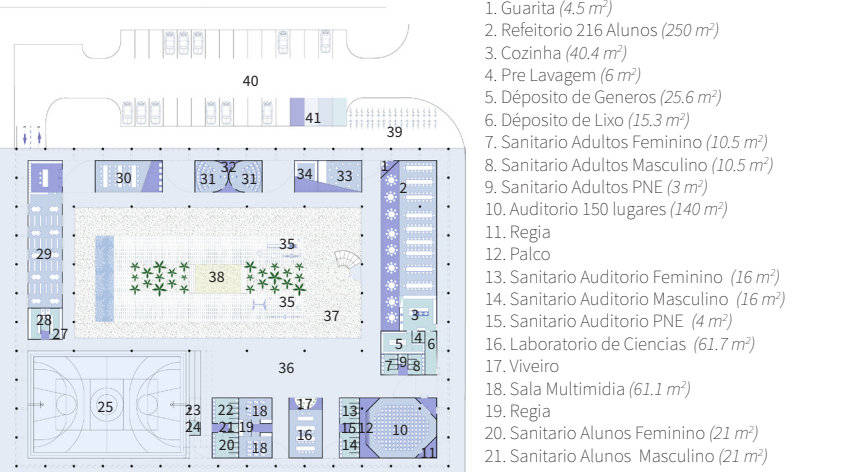 40
41
39
30
32
31
31
34
33
1
2
29
35
38
35
37
28
27
3
4
5
6
9
7
8
36
25
23
24
22
21
20
19
18
18
17
16
13
15
12
14
10
11
1. Guarita (4.5 m²)
2. Refeitorio 216 Alunos (250 m²)
3. Cozinha (40.4 m²)
4. Pre Lavagem (6 m²)
5. Déposito de Generos (25.6 m²)
6. Déposito de Lixo (15.3 m²)
7. Sanitario Adultos Feminino (10.5 m²)
8. Sanitario Adultos Masculino (10.5 m²)
9. Sanitario Adultos PNE (3 m²)
10. Auditorio 150 lugares (140 m²)
11. Regia
12. Palco
13. Sanitario Auditorio Feminino (16 m²)
14. Sanitario Auditorio Masculino (16 m²)
15. Sanitario Auditorio PNE (4 m²)
16. Laboratorio de Ciencias (61.7 m²)
17. Viveiro
18. Sala Multimidia (61.1 m²)
19. Regia
20. Sanitario Alunos Feminino (21 m²)
21. Sanitario Alunos Masculino (21 m²)